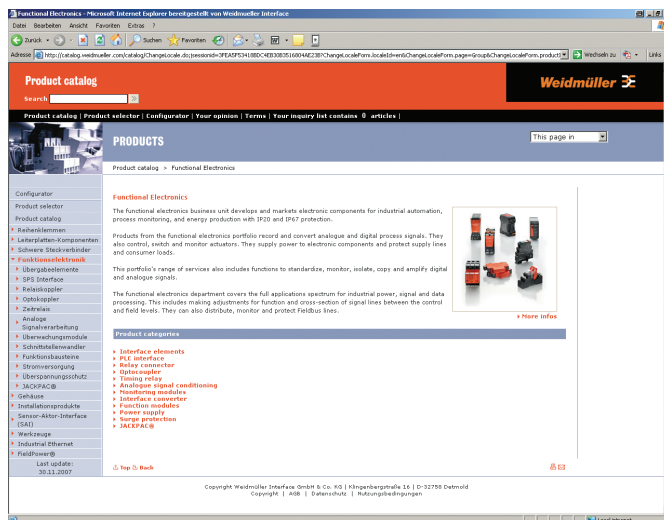 Functional Electronics - Microsoft Internet Explorer bereitgestellt von Weidmueller Interface
Datei Bearbeiten Ansicht Favoriten Extras ?
Zurück Suchen Favoriten
Adresse Wechseln zu Links
Product catalog
Weidmüller
Search
Product catalog | Product selector | Configurator | Your opinion | Terms | Your inquiry list contains 0 articles |
PRODUCTS
This page in
Product catalog > Functional Electronics
Configurator
Product selector
Product catalog
Reihenklemmen
Leiterplatten-Komponenten
Schwere Steckverbinder
Funktionselektronik
Übergabeelemente
SPS Interface
Relaiskoppler
Optokoppler
Zeitrelais
Analoge
Signalverarbeitung
Überwachungsmodule
Schnittstellenwandler
Funktionsbausteine
Stromversorgung
Überspannungsschutz
JACKPAC®
Gehäuse
Installationsprodukte
Sensor-Aktor-Interface
(SAI)
Werkzeuge
Industrial Ethernet
FieldPower®
Last update:
30.11.2007
Functional Electronics
The functional electronics business unit develops and markets electronic components for industrial automation,
process monitoring, and energy production with IP20 and IP67 protection.
Products from the functional electronics portfolio record and convert analogue and digital process signals. They
also control, switch and monitor actuators. They supply power to electronic components and protect supply lines
and consumer loads.
This portfolio's range of services also includes functions to standardize, monitor, isolate, copy and amplify digital
and analogue signals.
The functional electronics department covers the full applications spectrum for industrial power, signal and data
processing. This includes making adjustments for function and cross-section of signal lines between the control
and field levels. They can also distribute, monitor and protect Fieldbus lines.
More infos
Product categories
Interface elements
PLC interface
Relay connector
Optocoupler
Timing relay
Analogue signal conditioning
Monitoring modules
Interface converter
Function modules
Power supply
Surge protection
JACKPAC®
Top Back
Copyright Weidmüller Interface GmbH & Co. KG | Klingenbergstraße 16 | D-32758 Detmold
Copyright | AGB | Datenschutz | Nutzungsbedingungen